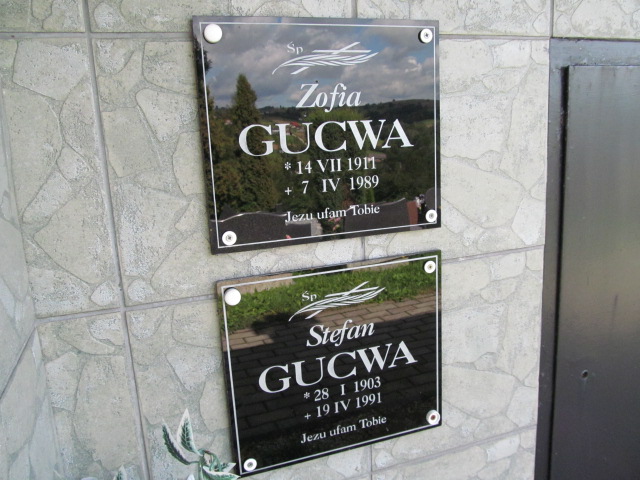 Śp
Zofia
GUCWA
* 14 VII 1911
+ 7 IV 1989
Jezu ufam Tobie
Śp
Stefan
GUCWA
* 28 I 1903
+ 19 IV 1991
Jezu ufam Tobie